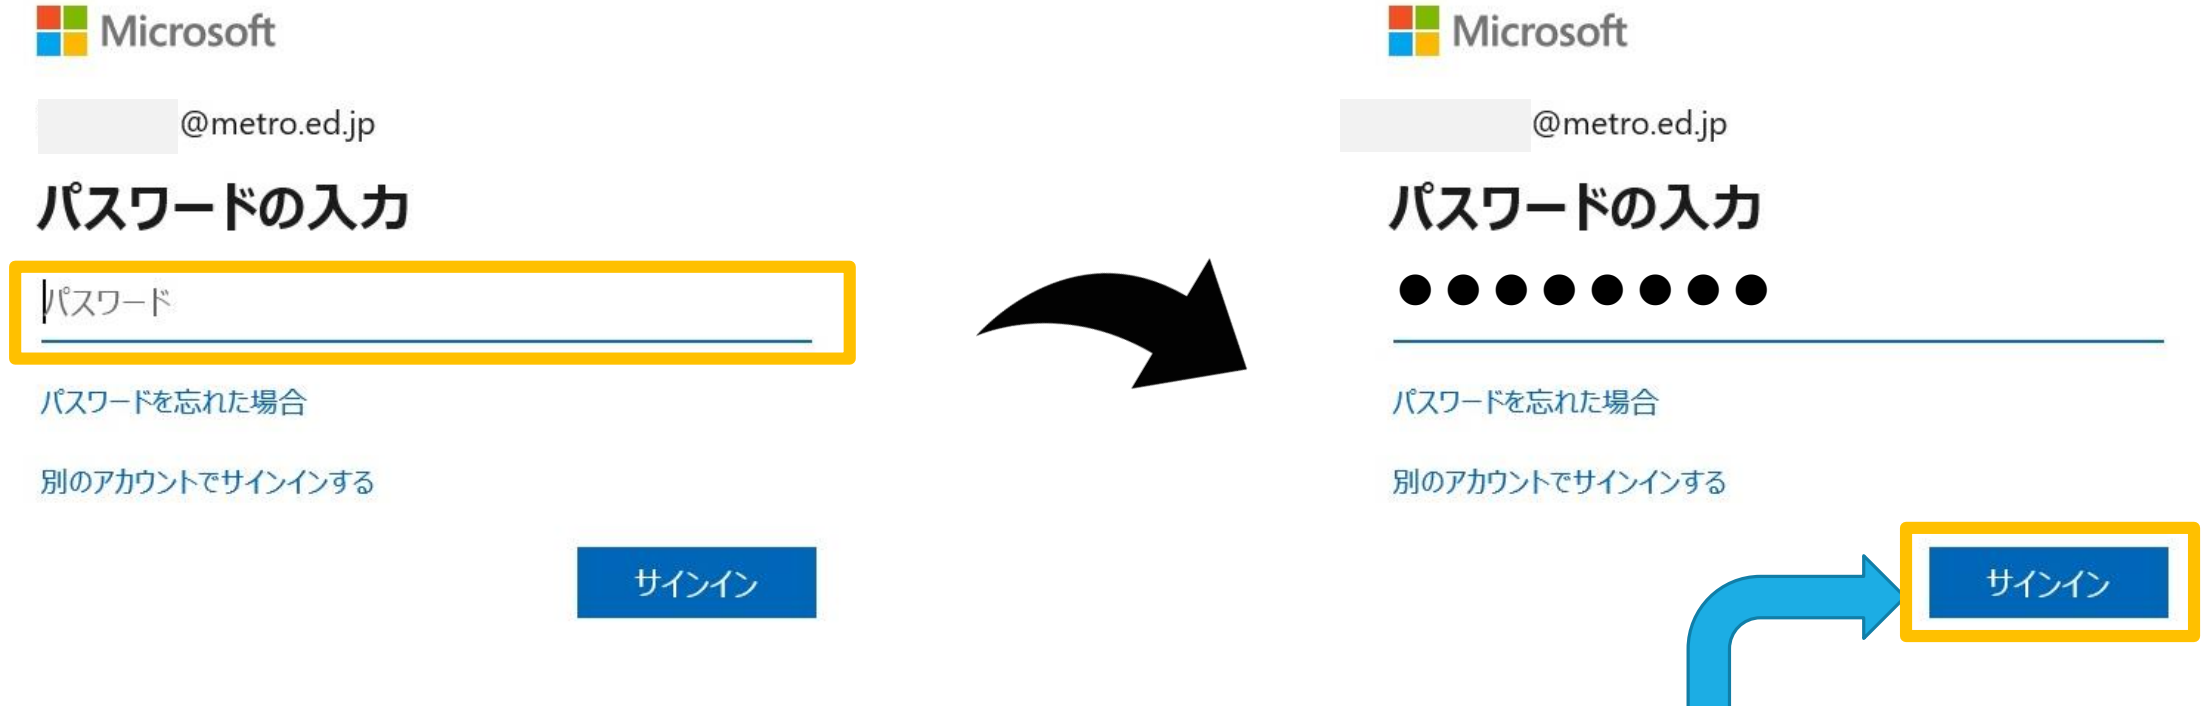 Microsoft
@metro.ed.jp
パスワードの入力
パスワード
パスワードを忘れた場合
別のアカウントでサインインする
サインイン
Microsoft
@metro.ed.jp
パスワードの入力
●●●●●●●●
パスワードを忘れた場合
別のアカウントでサインインする
サインイン